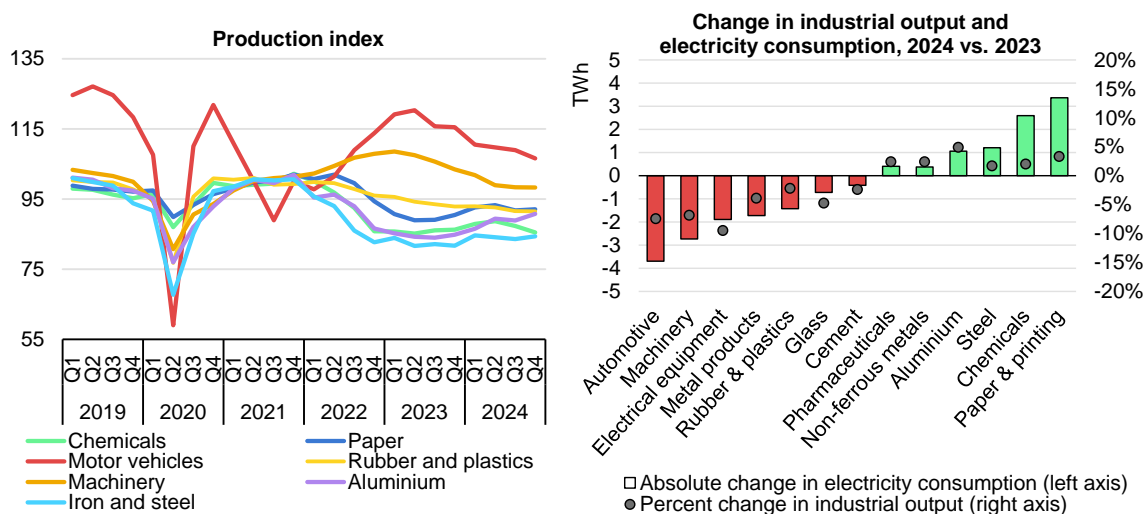 Production index
135
115
95
75
55
Q1
Q2
Q3
Q4
Q1
Q2
Q3
Q4
Q1
Q2
Q3
Q4
Q1
Q2
Q3
Q4
Q1
Q2
Q3
Q4
Q1
Q2
Q3
Q4
2019
2020
2021
2022
2023
2024
Chemicals
Paper
Motor vehicles
Rubber and plastics
Machinery
Aluminium
Iron and steel
Change in industrial output and
electricity consumption, 2024 vs. 2023
TWh
5
4
3
2
1
0
-1
-2
-3
-4
-5
20%
15%
10%
5%
0%
-5%
-10%
-15%
-20%
Automotive
Machinery
Electrical equipment
Metal products
Rubber & plastics
Glass
Cement
Pharmaceuticals
Non-ferrous metals
Aluminium
Steel
Chemicals
Paper & printing
Absolute change in electricity consumption (left axis)
Percent change in industrial output (right axis)